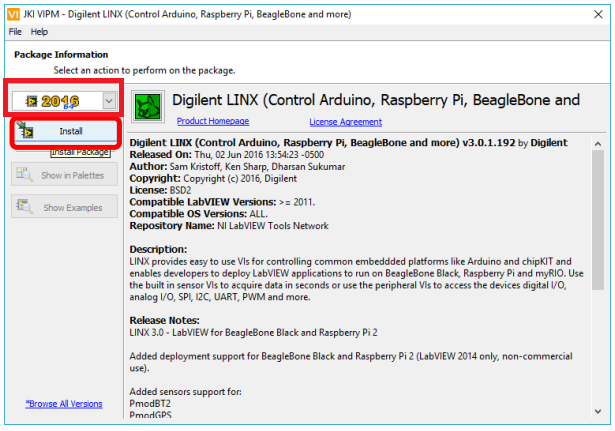 VI JKI VIPM - Digilent LINX (Control Arduino, Raspberry Pi, BeagleBone and more)
File Help
Package Information
Select an action to perform on the package.
2016
64
Install
Install Package
Show in Palettes
Show Examples
*Browse All Versions
Digilent LINX (Control Arduino, Raspberry Pi, BeagleBone and
Product Homepage License Agreement
Digilent LINX (Control Arduino, Raspberry Pi, BeagleBone and more) v3.0.1.192 by Digilent
Released On: Thu, 02 Jun 2016 13:54:23 -0500
Author: Sam Kristoff, Ken Sharp, Dharsan Sukumar
Copyright: Copyright (c) 2016, Digilent
License: BSD2
Compatible LabVIEW Versions: >= 2011.
Compatible OS Versions: ALL.
Repository Name: NI LabVIEW Tools Network
Description:
LINX provides easy to use VIs for controlling common embeddded platforms like Arduino and chipKIT and
enables developers to deploy LabVIEW applications to run on BeagleBone Black, Raspberry Pi and myRIO. Use
the built in sensor VIs to acquire data in seconds or use the peripheral VIs to access the devices digital I/O,
analog I/O, SPI, I2C, UART, PWM and more.
Release Notes:
LINX 3.0 - LabVIEW for BeagleBone Black and Raspberry Pi 2
Added deployment support for BeagleBone Black and Raspberry Pi 2 (LabVIEW 2014 only, non-commercial
use).
Added sensors support for:
PmodBT2
PmodGPS